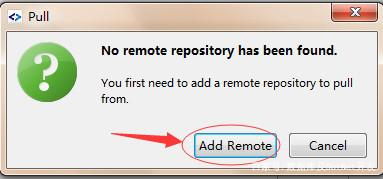 Pull
No remote repository has been found.
You first need to add a remote repository to pull
from.
Add Remote
Cancel